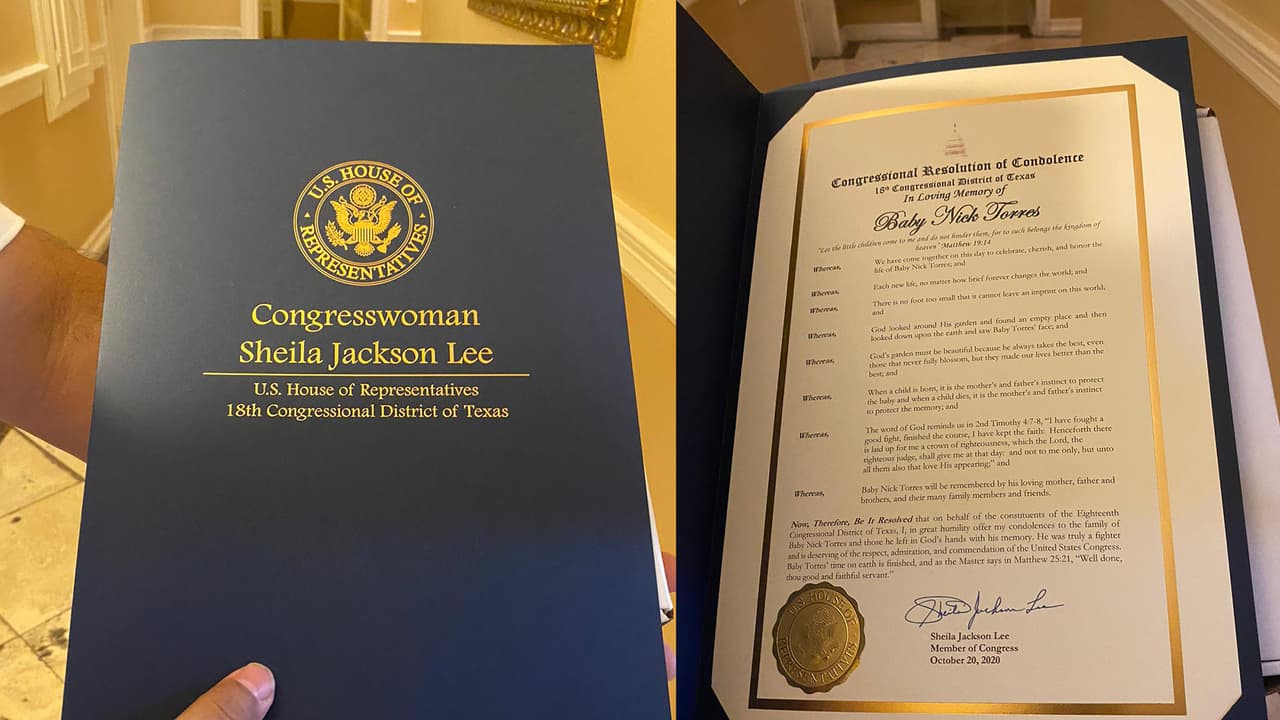 U.S. HOUSE OF
REPRESENTATIVES
Congresswoman
Sheila Jackson Lee
U.S. House of Representatives
18th Congressional District of Texas
Congressional Resolution of Condolence
18th Congressional District of Texas
In Loving Memory of
Baby Nick Torres
"Let the little children come to me and do not hinder them, for to such belongs the kingdom of
heaven" Matthew 19:14
Whereas, We have come together on this day to celebrate, cherish, and honor the
life of Baby Nick Torres; and
Whereas, Each new life, no matter how brief forever changes the world; and
Whereas, There is no foot too small that it cannot leave an imprint on this world,
and
Whereas, God looked around His garden and found an empty place and then
looked down upon the earth and saw Baby Torres' face; and
Whereas, God's garden must be beautiful because he always takes the best, even
those that never fully blossom, but they made our lives better than the
best; and
Whereas, When a child is born, it is the mother's and father's instinct to protect
the baby and when a child dies, it is the mother's and father's instinct
to protect the memory; and
Whereas, The word of God reminds us in 2nd Timothy 4:7-8, "I have fought a
good fight, finished the course, I have kept the faith: Henceforth there
is laid up for me a crown of righteousness, which the Lord, the
righteous judge, shall give me at that day: and not to me only, but unto
all them also that love His appearing;" and
Whereas, Baby Nick Torres will be remembered by his loving mother, father and
brothers, and their many family members and friends.
Now, Therefore, Be It Resolved that on behalf of the constituents of the Eighteenth
Congressional District of Texas, I, in great humility offer my condolences to the family of
Baby Nick Torres and those he left in God's hands with his memory. He was truly a fighter
and is deserving of the respect, admiration, and commendation of the United States Congress.
Baby Torres' time on earth is finished, and as the Master says in Matthew 25:21, "Well done,
thou good and faithful servant."
Sheila Jackson Lee
Sheila Jackson Lee
Member of Congress
October 20, 2020
U.S. HOUSE OF
REPRESENTATIVES